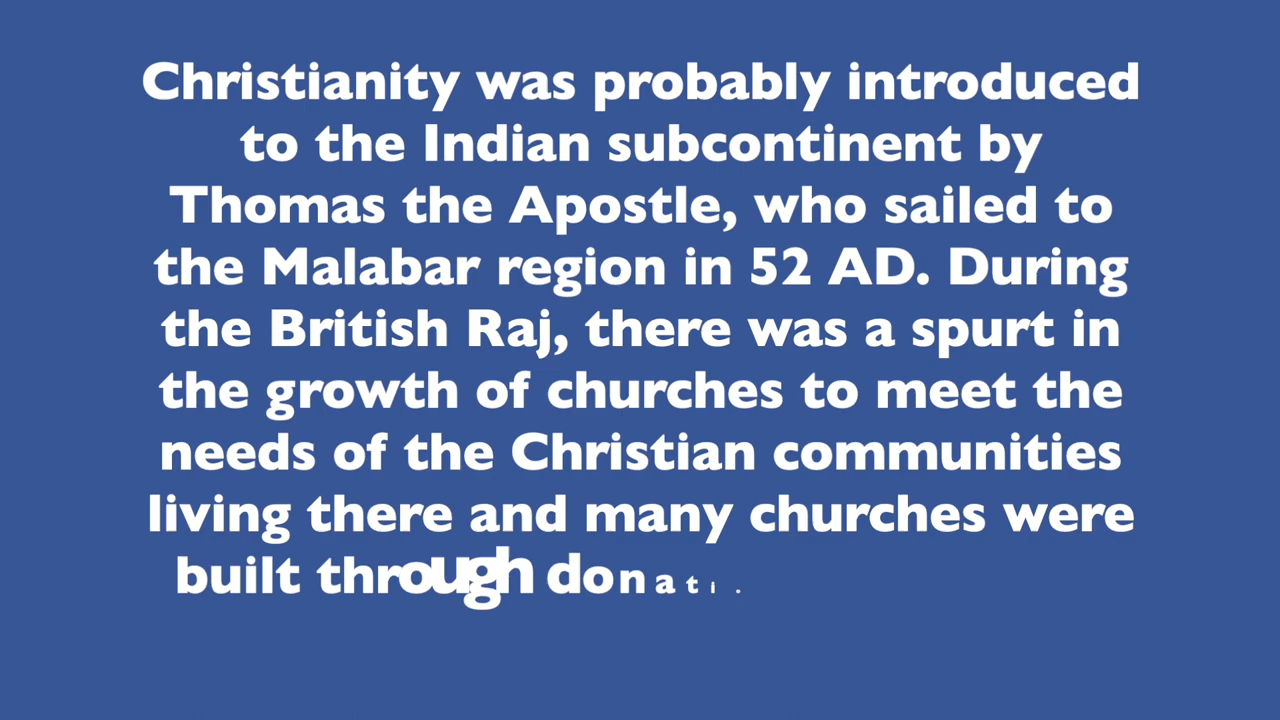 Christianity was probably introduced
to the Indian subcontinent by
Thomas the Apostle, who sailed to
the Malabar region in 52 AD. During
the British Raj, there was a spurt in
the growth of churches to meet the
needs of the Christian communities
living there and many churches were
built through donati